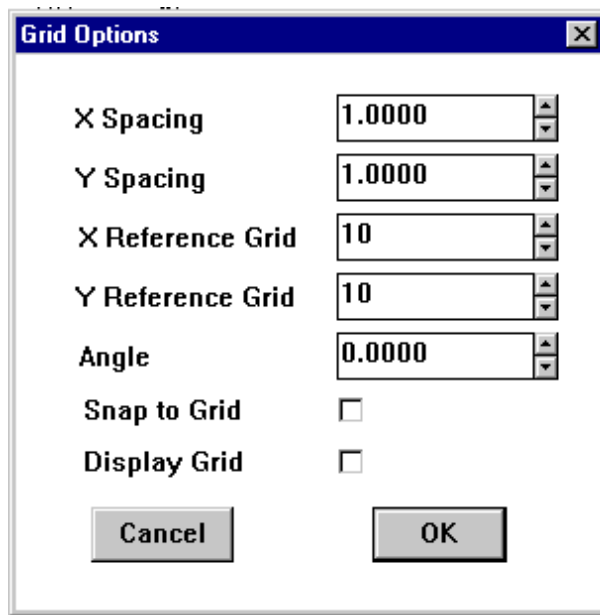 Grid Options
X Spacing 1.0000
Y Spacing 1.0000
X Reference Grid 10
Y Reference Grid 10
Angle 0.0000
Snap to Grid
Display Grid
Cancel OK